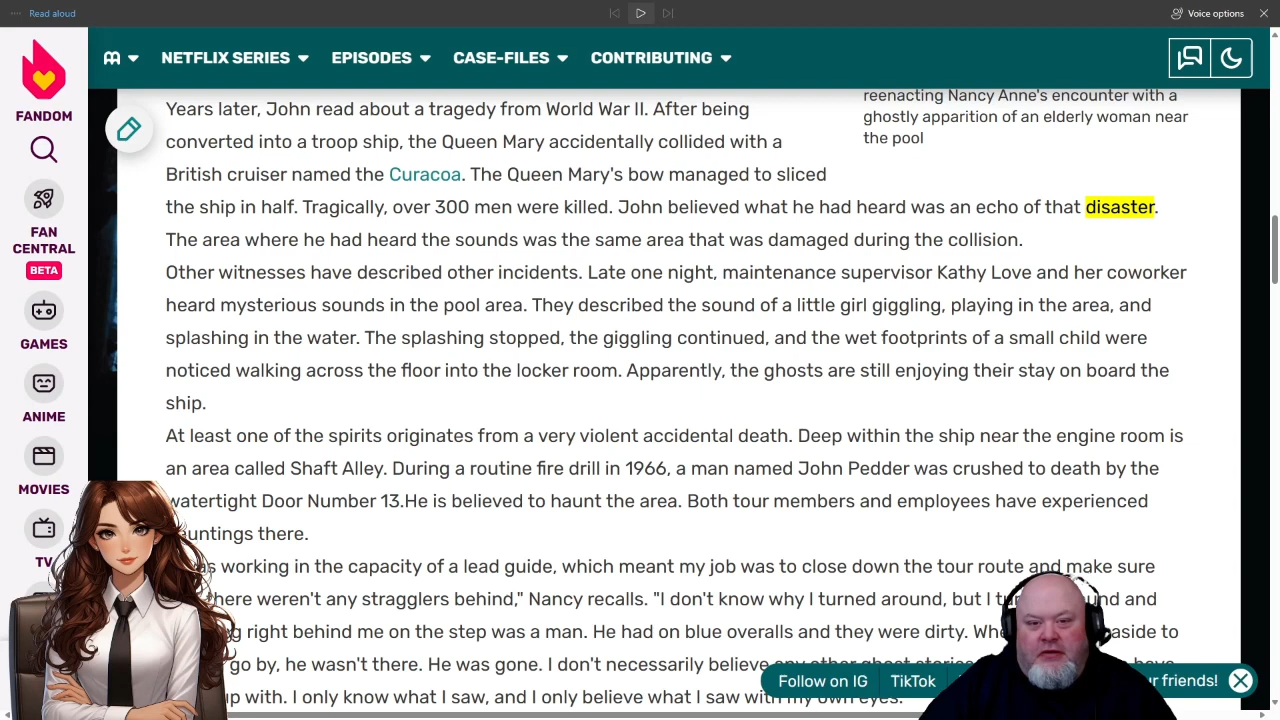 Read aloud
Voice options
FANDOM
FAN
CENTRAL
BETA
GAMES
ANIME
MOVIES
TV
NETFLIX SERIES
EPISODES
CASE-FILES
CONTRIBUTING
reenacting Nancy Anne's encounter with a
ghostly apparition of an elderly woman near
the pool
Years later, John read about a tragedy from World War II. After being
converted into a troop ship, the Queen Mary accidentally collided with a
British cruiser named the Curacoa. The Queen Mary's bow managed to sliced
the ship in half. Tragically, over 300 men were killed. John believed what he had heard was an echo of that disaster.
The area where he had heard the sounds was the same area that was damaged during the collision.
Other witnesses have described other incidents. Late one night, maintenance supervisor Kathy Love and her coworker
heard mysterious sounds in the pool area. They described the sound of a little girl giggling, playing in the area, and
splashing in the water. The splashing stopped, the giggling continued, and the wet footprints of a small child were
noticed walking across the floor into the locker room. Apparently, the ghosts are still enjoying their stay on board the
ship.
At least one of the spirits originates from a very violent accidental death. Deep within the ship near the engine room is
an area called Shaft Alley. During a routine fire drill in 1966, a man named John Pedder was crushed to death by the
watertight Door Number 13.He is believed to haunt the area. Both tour members and employees have experienced
hauntings there.
working in the capacity of a lead guide, which meant my job was to close down the tour route and make sure
there weren't any stragglers behind," Nancy recalls. "I don't know why I turned around, but I and
right behind me on the step was a man. He had on blue overalls and they were dirty. aside to
go by, he wasn't there. He was gone. I don't necessarily believe any other ghost stories
up with. I only know what I saw, and I only believe what I saw with my own eyes.
Follow on IG
TikTok
friends!